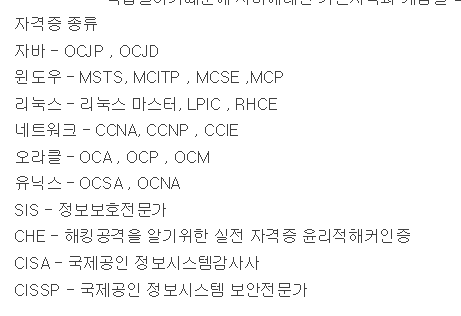 자격증 종류
자바 - OCJP , OCJD
윈도우 - MSTS, MCITP , MCSE ,MCP
리눅스 - 리눅스 마스터, LPIC , RHCE
네트워크 - CCNA, CCNP , CCIE
오라클 - OCA , OCP , OCM
유닉스 - OCSA , OCNA
SIS - 정보보호전문가
CHE - 해킹공격을 알기위한 실전 자격증 윤리적해커인증
CISA - 국제공인 정보시스템감사사
CISSP - 국제공인 정보시스템 보안전문가